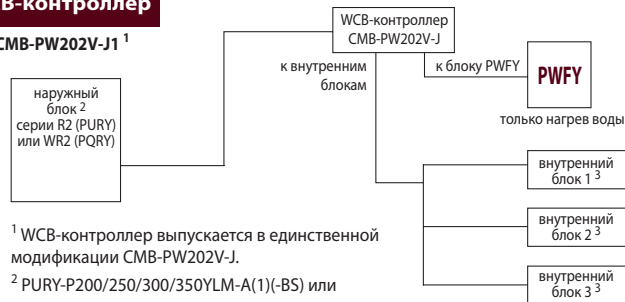 В-контроллер
CMB-PW202V-J1 1
WCB-контроллер
CMB-PW202V-J
к внутренним
блокам
к блоку PWFY
PWFY
только нагрев воды
наружный
блок 2
серии R2 (PURY)
или WR2 (PQRY)
внутренний
блок 1 3
внутренний
блок 2 3
внутренний
блок 3 3
1 WCB-контроллер выпускается в единственной
модификации CMB-PW202V-J.
2 PURY-P200/250/300/350YLM-A(1)(-BS) или